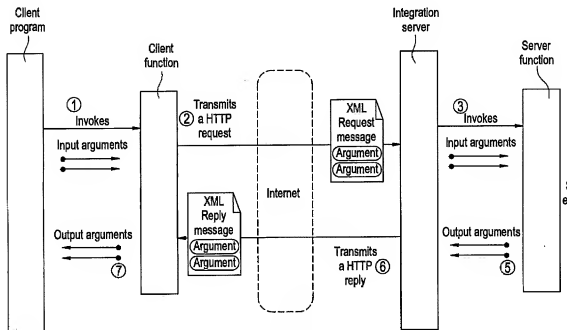 Client
program
Client
function
Integration
server
Server
function
①
Invokes
Input arguments
② Transmits
a HTTP
request
XML
Request
message
Argument
Argument
③
Invokes
Input arguments
Internet
XML
Reply
message
Argument
Argument
Output arguments
⑦
Transmits
a HTTP ⑥
reply
Output arguments
⑤